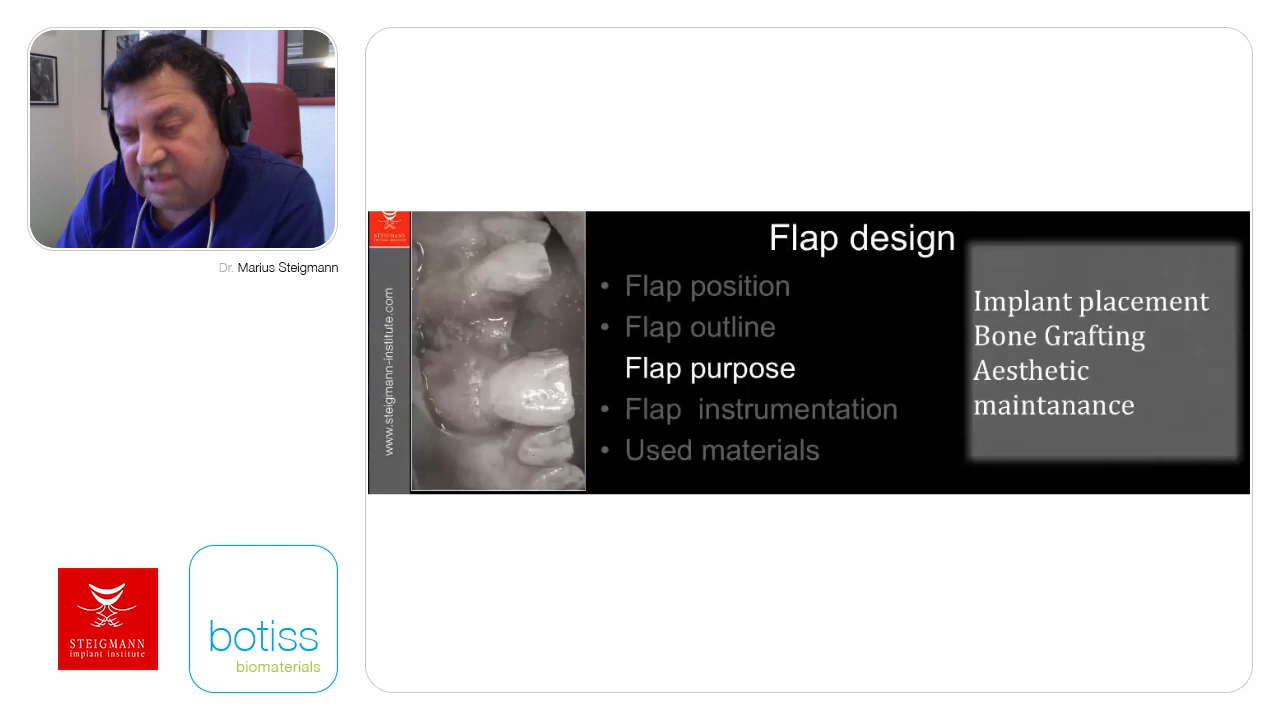 Dr. Marius Steigmann
STEIGMANN
implant institute
botiss
biomaterials
www.steigmann-institute.com
Flap design
• Flap position
• Flap outline
Flap purpose
• Flap instrumentation
• Used materials
Implant placement
Bone Grafting
Aesthetic
maintanance